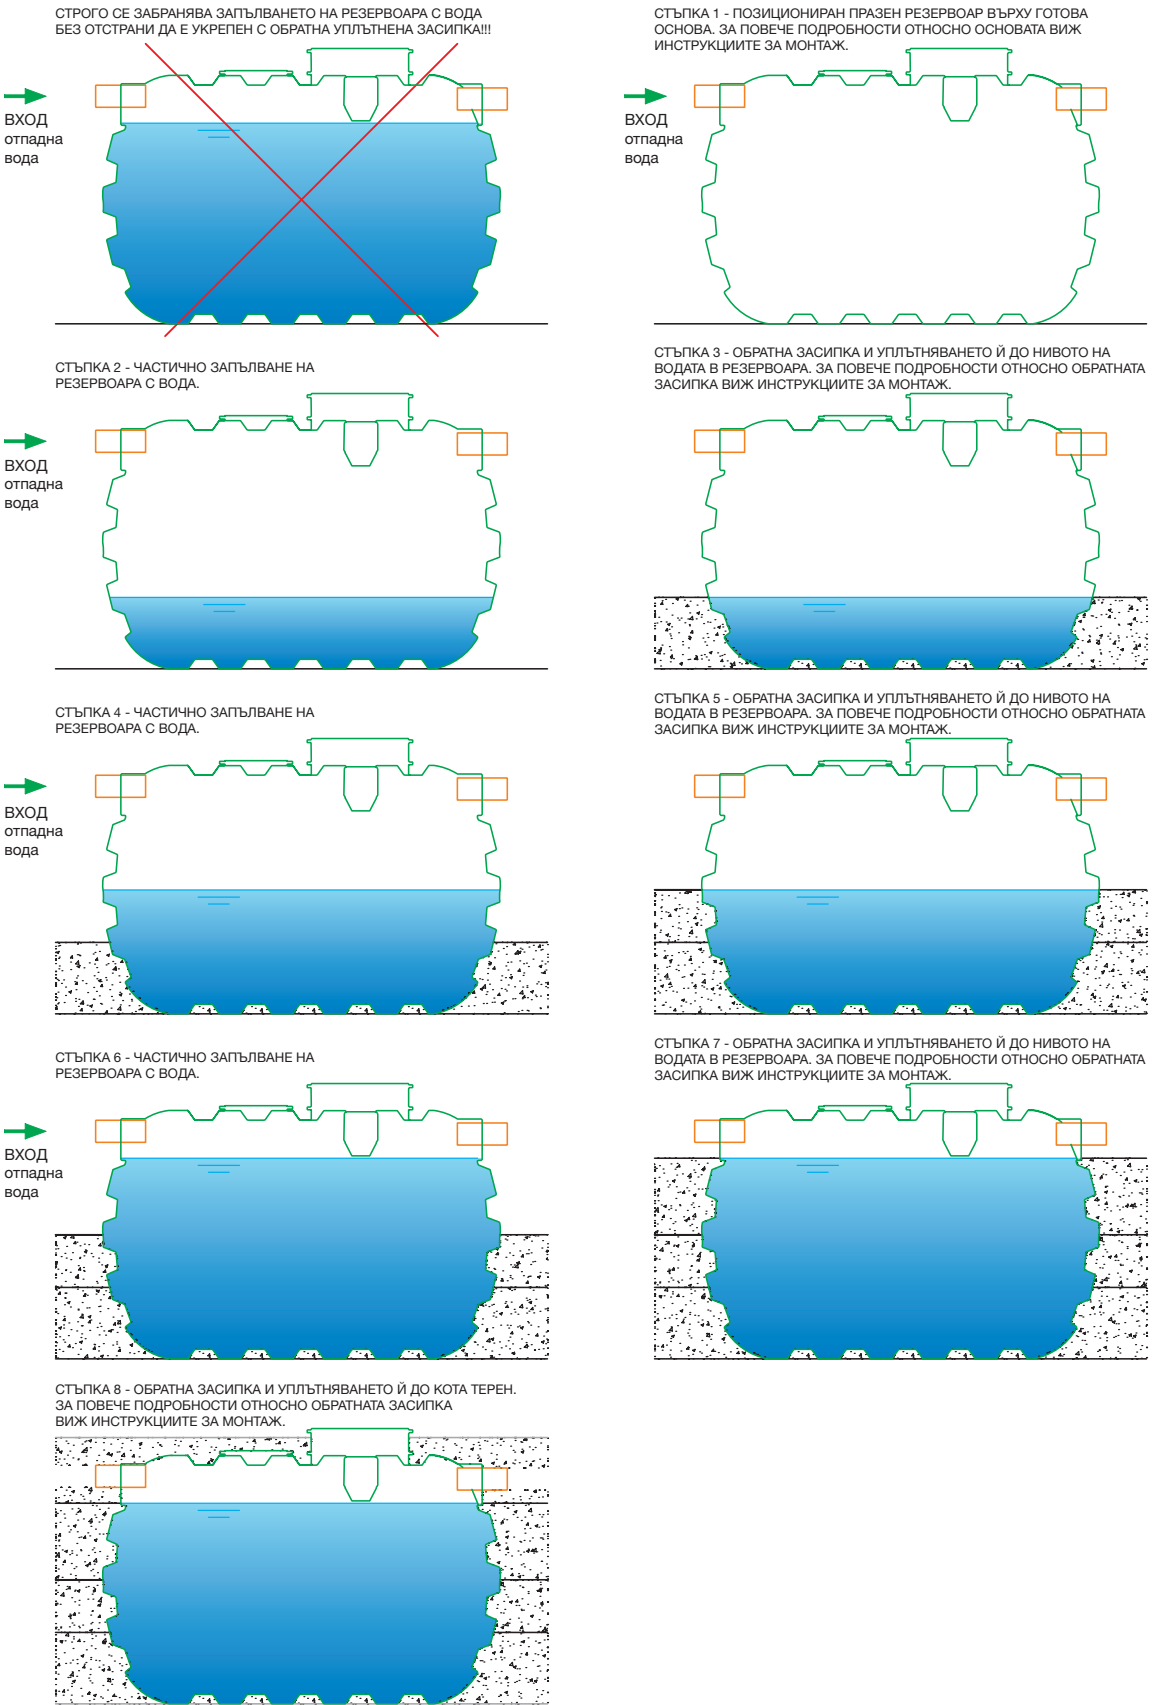 СТРОГО СЕ ЗАБРАНЯВА ЗАПЪЛВАНЕТО НА РЕЗЕРВОАРА С ВОДА
БЕЗ ОТСТРАНИ ДА Е УКРЕПЕН С ОБРАТНА УПЛЪТНЕНА ЗАСИПКА!!!
ВХОД
отпадна
вода
СТЪПКА 1 - ПОЗИЦИОНИРАН ПРАЗЕН РЕЗЕРВОАР ВЪРХУ ГОТОВА
ОСНОВА. ЗА ПОВЕЧЕ ПОДРОБНОСТИ ОТНОСНО ОСНОВАТА ВИЖ
ИНСТРУКЦИИТЕ ЗА МОНТАЖ.
ВХОД
отпадна
вода
СТЪПКА 2 - ЧАСТИЧНО ЗАПЪЛВАНЕ НА
РЕЗЕРВОАРА С ВОДА.
ВХОД
отпадна
вода
СТЪПКА 3 - ОБРАТНА ЗАСИПКА И УПЛЪТНЯВАНЕТО Й ДО НИВОТО НА
ВОДАТА В РЕЗЕРВОАРА. ЗА ПОВЕЧЕ ПОДРОБНОСТИ ОТНОСНО ОБРАТНАТА
ЗАСИПКА ВИЖ ИНСТРУКЦИИТЕ ЗА МОНТАЖ.
СТЪПКА 4 - ЧАСТИЧНО ЗАПЪЛВАНЕ НА
РЕЗЕРВОАРА С ВОДА.
ВХОД
отпадна
вода
СТЪПКА 5 - ОБРАТНА ЗАСИПКА И УПЛЪТНЯВАНЕТО Й ДО НИВОТО НА
ВОДАТА В РЕЗЕРВОАРА. ЗА ПОВЕЧЕ ПОДРОБНОСТИ ОТНОСНО ОБРАТНАТА
ЗАСИПКА ВИЖ ИНСТРУКЦИИТЕ ЗА МОНТАЖ.
СТЪПКА 6 - ЧАСТИЧНО ЗАПЪЛВАНЕ НА
РЕЗЕРВОАРА С ВОДА.
ВХОД
отпадна
вода
СТЪПКА 7 - ОБРАТНА ЗАСИПКА И УПЛЪТНЯВАНЕТО Й ДО НИВОТО НА
ВОДАТА В РЕЗЕРВОАРА. ЗА ПОВЕЧЕ ПОДРОБНОСТИ ОТНОСНО ОБРАТНАТА
ЗАСИПКА ВИЖ ИНСТРУКЦИИТЕ ЗА МОНТАЖ.
СТЪПКА 8 - ОБРАТНА ЗАСИПКА И УПЛЪТНЯВАНЕТО Й ДО КОТА ТЕРЕН.
ЗА ПОВЕЧЕ ПОДРОБНОСТИ ОТНОСНО ОБРАТНАТА ЗАСИПКА
ВИЖ ИНСТРУКЦИИТЕ ЗА МОНТАЖ.